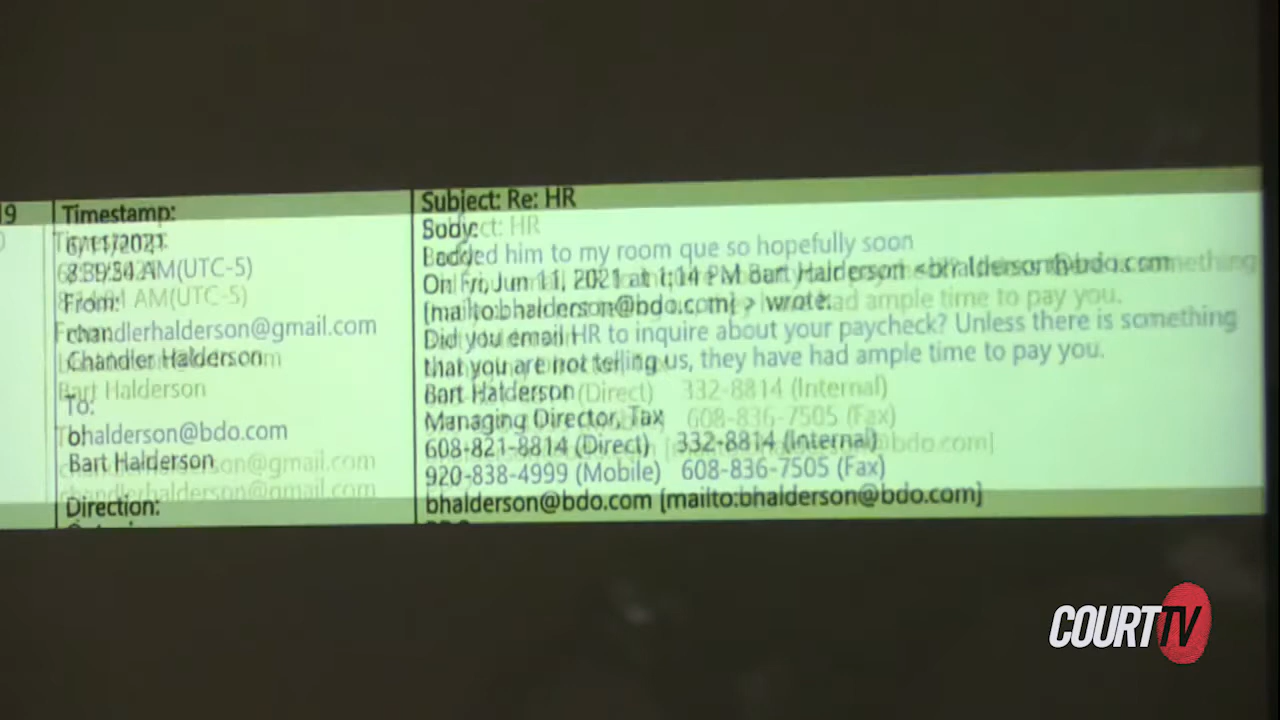 19
Timestamp:
6/11/2021
AM(UTC-5)
From:
chandlerhalderson@gmail.com
Chandler Halderson
To:
bhalderson@bdo.com
Bart Halderson
Direction:
Subject: Re: HR
Body:
him to my room que so hopefully soon
On Fri, Jun 11, 2021 at 1:14 PM Bart Halderson <bhalderson@bdo.com
[mailto:bhalderson@bdo.com] > wrote:
Did you email HR to inquire about your paycheck? Unless there is something
that you are not telling us, they have had ample time to pay you.
Bart Halderson
Managing Director, Tax
608-821-8814 (Direct) 332-8814 (Internal)
920-838-4999 (Mobile) 608-836-7505 (Fax)
bhalderson@bdo.com [mailto:bhalderson@bdo.com]
COURT TV